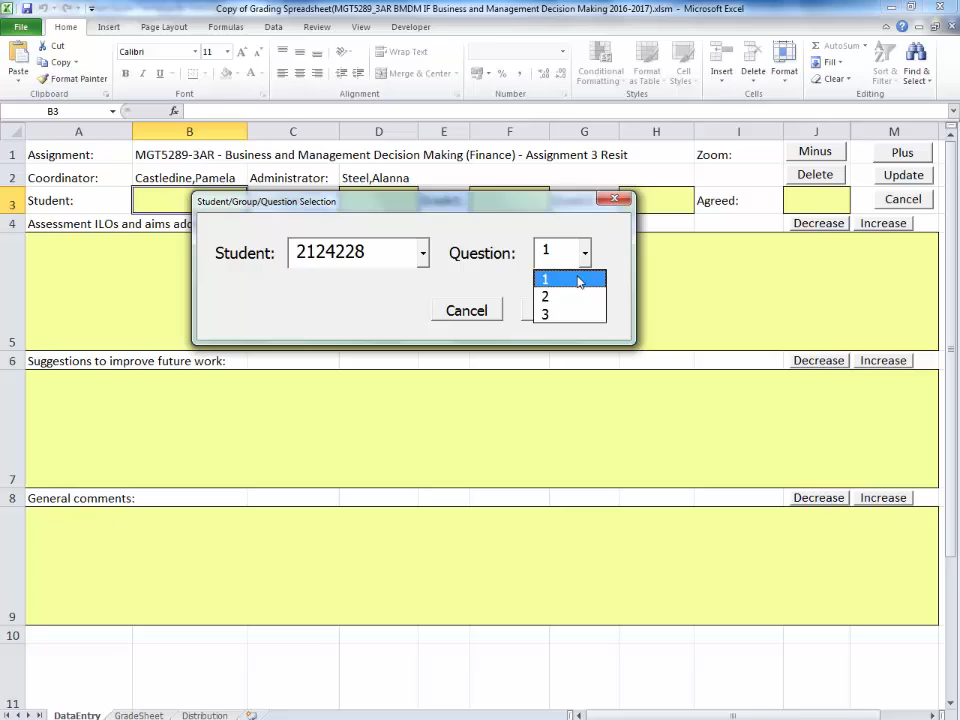 Copy of Grading Spreadsheet(MGT5289_3AR BMDM IF Business and Management Decision Making 2016-2017).xlsm - Microsoft Excel
File Home Insert Page Layout Formulas Data Review View Developer
Cut
Copy
Format Painter
Paste
Calibri 11
B I U A A A
Wrap Text
Merge & Center
% ,
Conditional Formatting
Format as Table
Cell Styles
Insert Delete Format
Σ AutoSum
Fill
Clear
Sort & Filter
Find & Select
Clipboard Font Alignment Number Styles Cells Editing
B3 fx
A B C D E F G H I J M
1 Assignment: MGT5289-3AR - Business and Management Decision Making (Finance) - Assignment 3 Resit Zoom: Minus Plus
2 Coordinator: Castledine,Pamela Administrator: Steel,Alanna Delete Update
3 Student: Agreed: Cancel
4 Assessment ILOs and aims add Decrease Increase
Student/Group/Question Selection
Student: 2124228 Question: 1
1
2
3
Cancel
5
6 Suggestions to improve future work: Decrease Increase
7
8 General comments: Decrease Increase
9
10
11
DataEntry GradeSheet Distribution